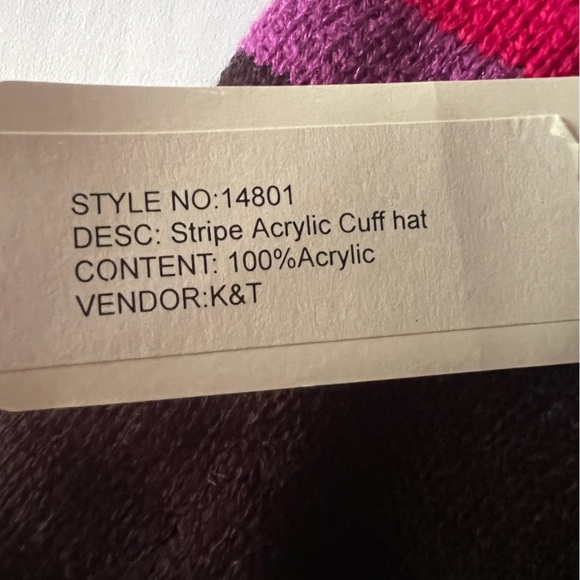 STYLE NO:14801
DESC: Stripe Acrylic Cuff hat
CONTENT: 100%Acrylic
VENDOR:K&T